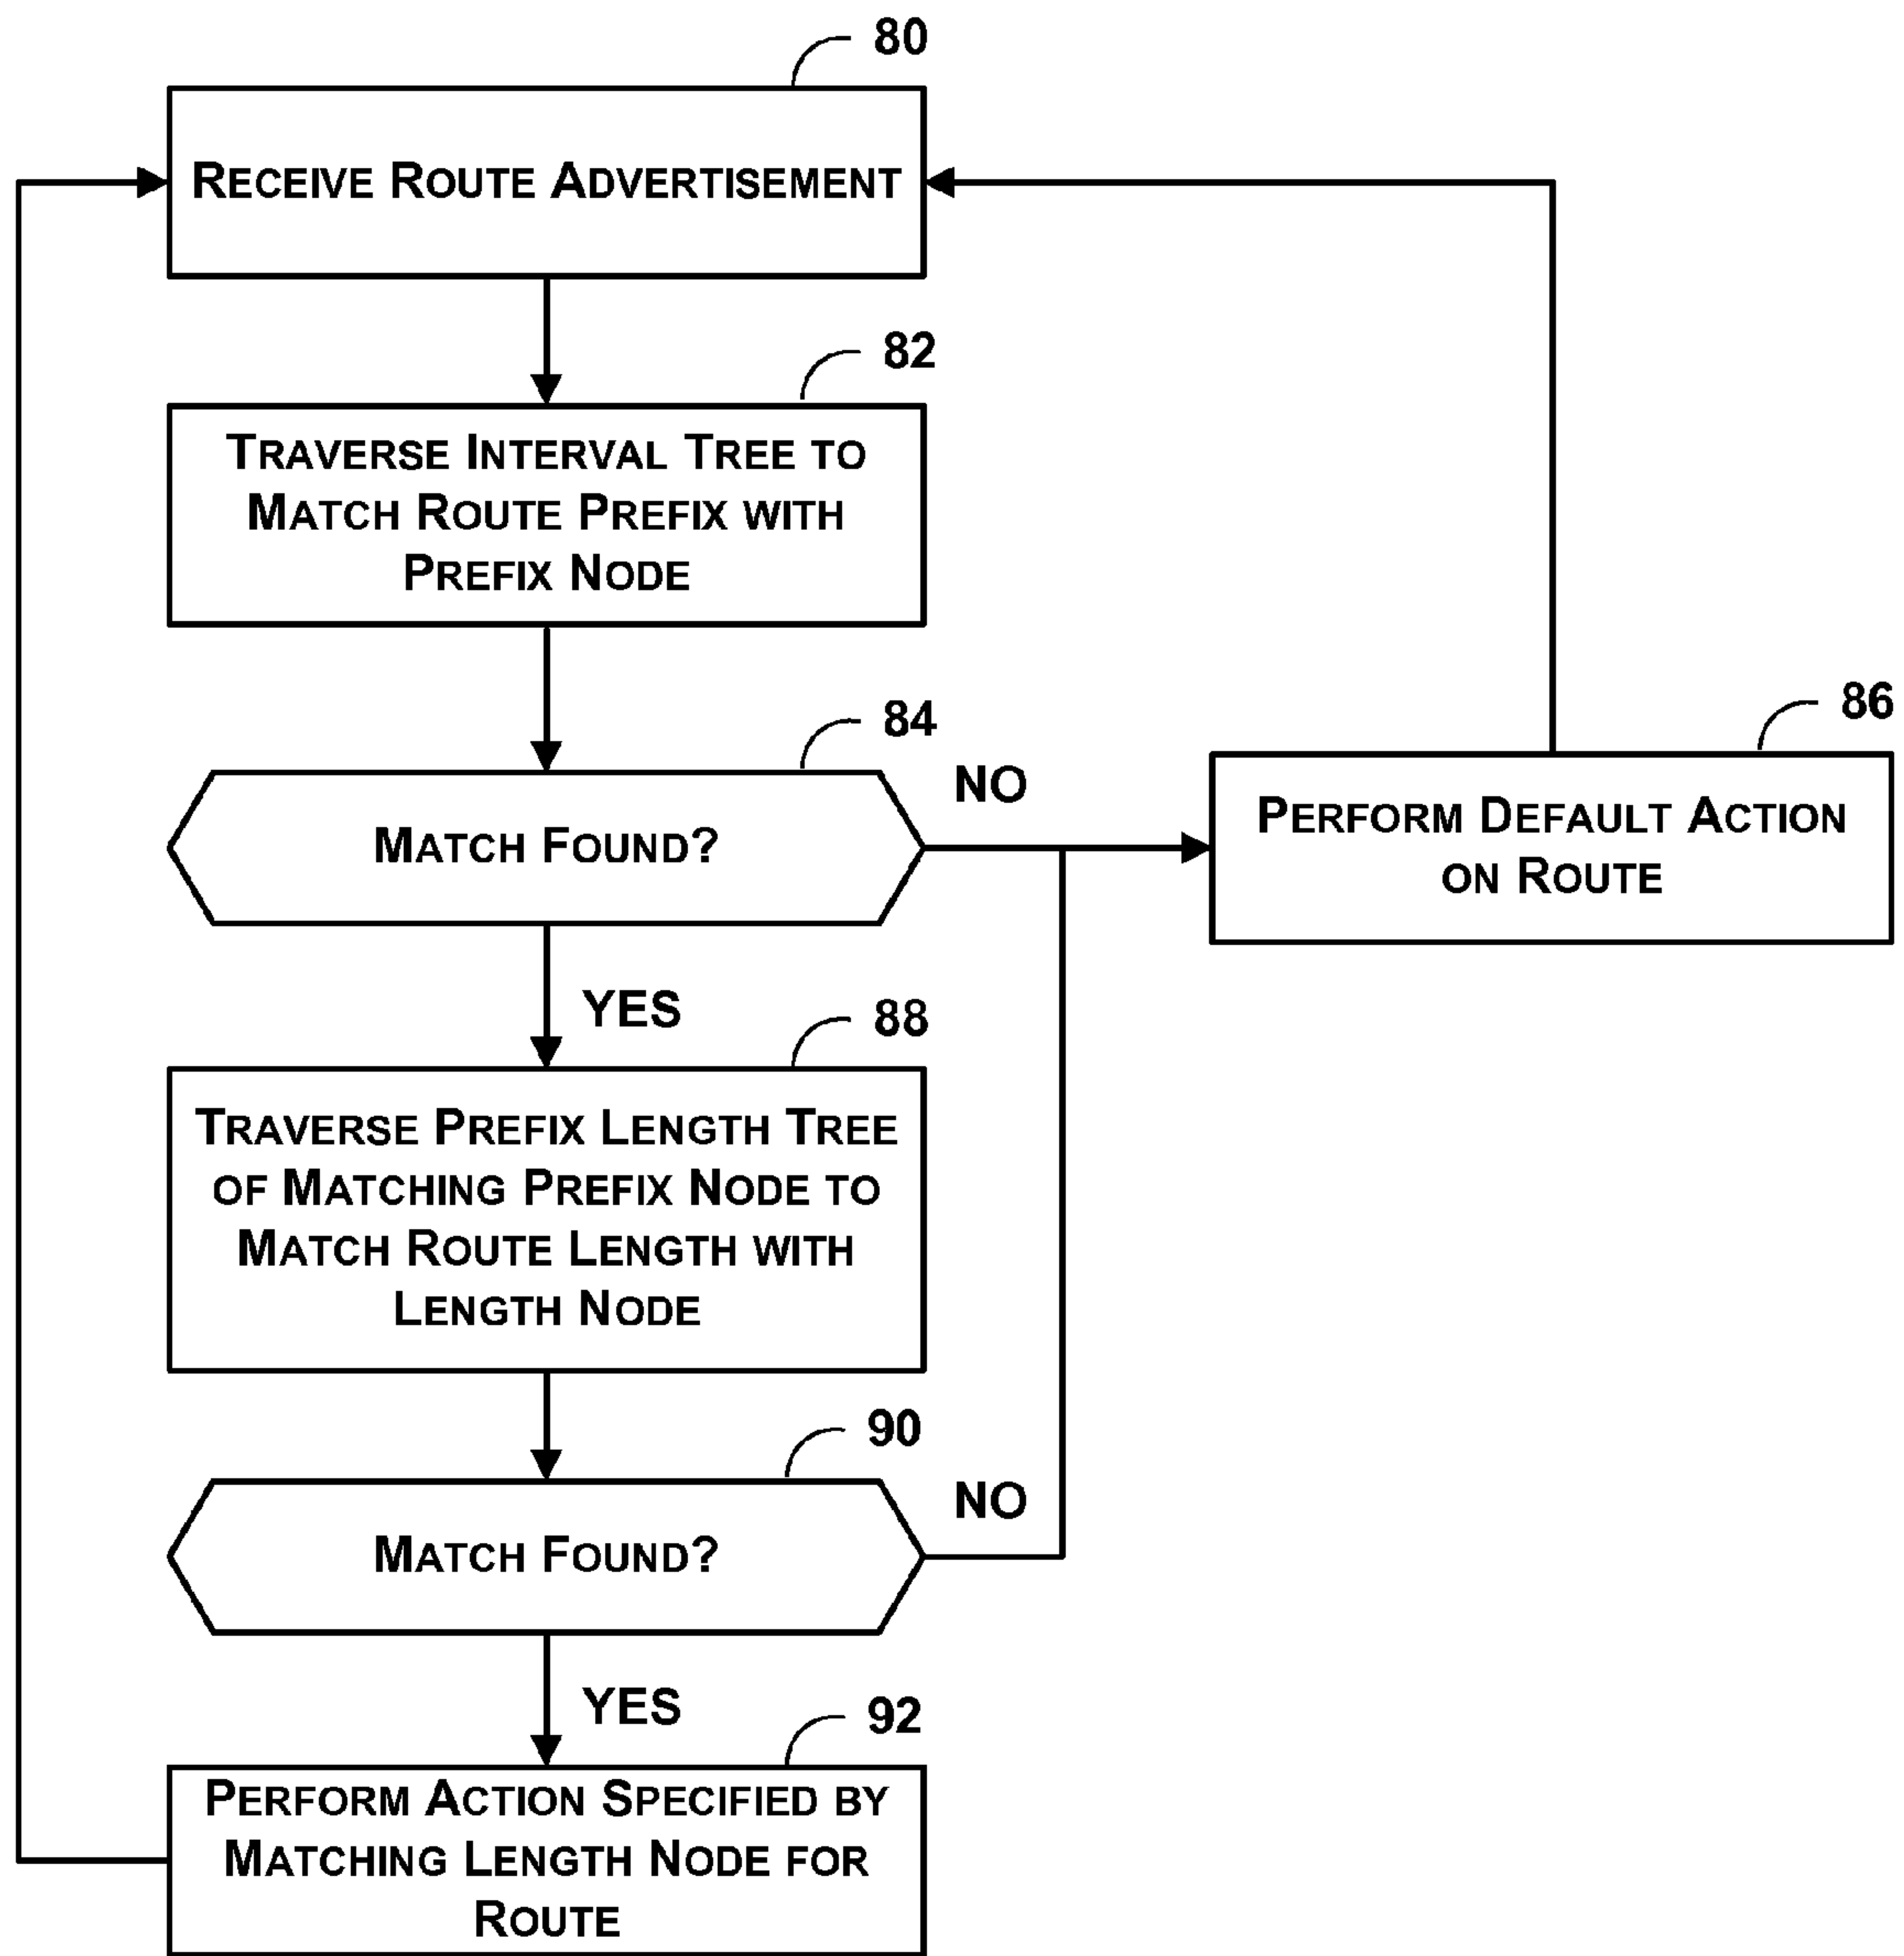 80
RECEIVE ROUTE ADVERTISEMENT
82
TRAVERSE INTERVAL TREE TO
MATCH ROUTE PREFIX WITH
PREFIX NODE
84
MATCH FOUND?
NO
86
PERFORM DEFAULT ACTION
ON ROUTE
YES
88
TRAVERSE PREFIX LENGTH TREE
OF MATCHING PREFIX NODE TO
MATCH ROUTE LENGTH WITH
LENGTH NODE
90
MATCH FOUND?
NO
YES
92
PERFORM ACTION SPECIFIED BY
MATCHING LENGTH NODE FOR
ROUTE